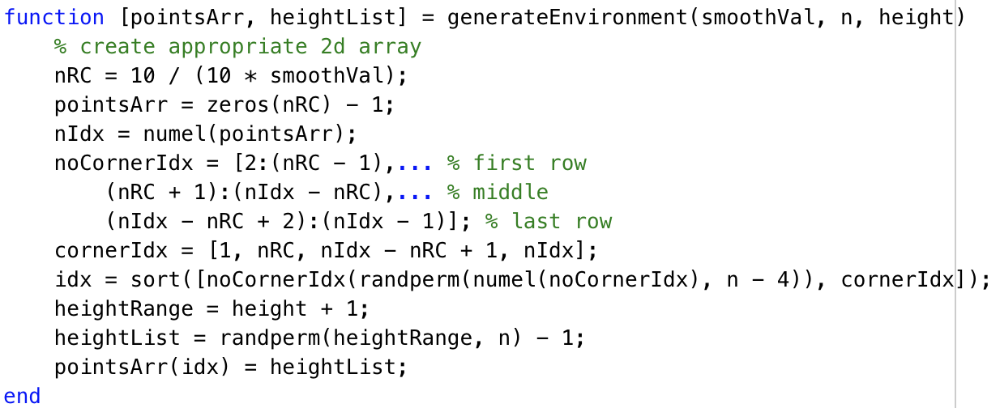 function [pointsArr, heightList] = generateEnvironment(smoothVal, n, height)
    % create appropriate 2d array
    nRC = 10 / (10 * smoothVal);
    pointsArr = zeros(nRC) - 1;
    nIdx = numel(pointsArr);
    noCornerIdx = [2:(nRC - 1),... % first row
        (nRC + 1):(nIdx - nRC),... % middle
        (nIdx - nRC + 2):(nIdx - 1)]; % last row
    cornerIdx = [1, nRC, nIdx - nRC + 1, nIdx];
    idx = sort([noCornerIdx(randperm(numel(noCornerIdx), n - 4)), cornerIdx]);
    heightRange = height + 1;
    heightList = randperm(heightRange, n) - 1;
    pointsArr(idx) = heightList;
end